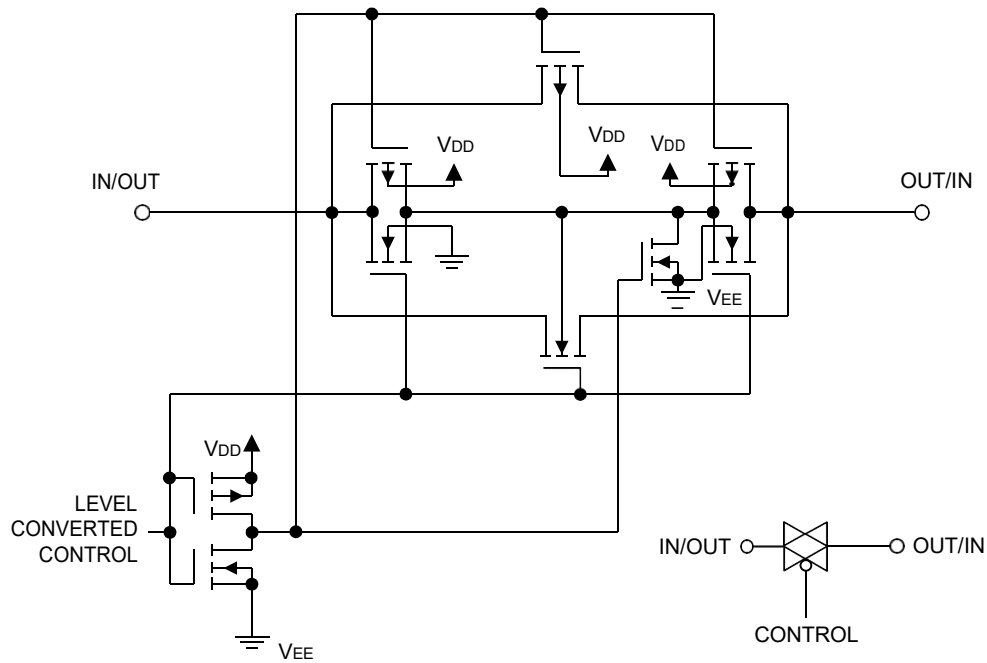 VDD
VDD
VDD
IN/OUT
OUT/IN
VEE
VDD
LEVEL
CONVERTED
CONTROL
IN/OUT
OUT/IN
CONTROL
VEE